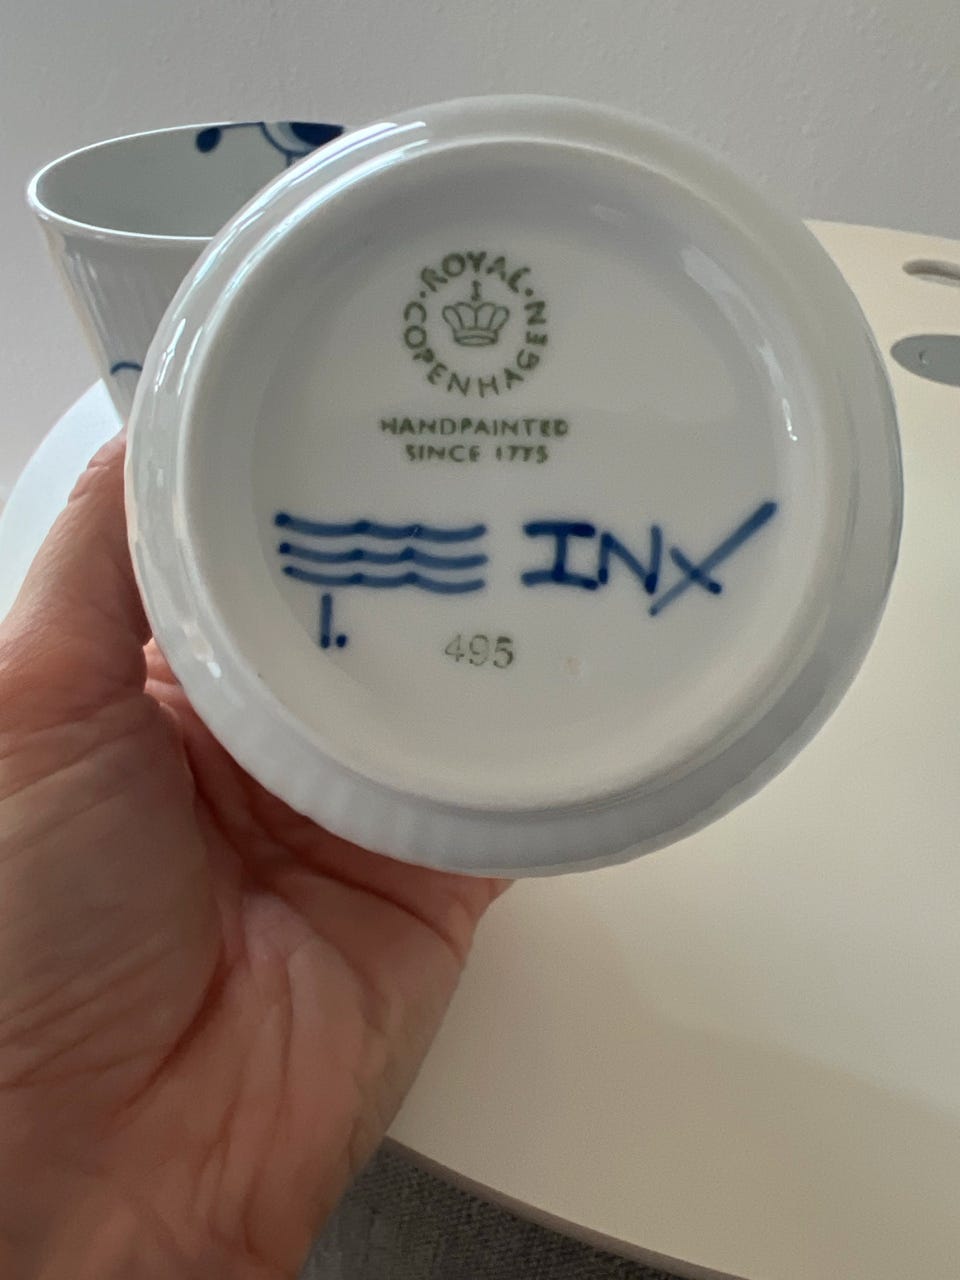 ROYAL · COPENHAGEN ·
HANDPAINTED
SINCE 1775
INX
1.
495